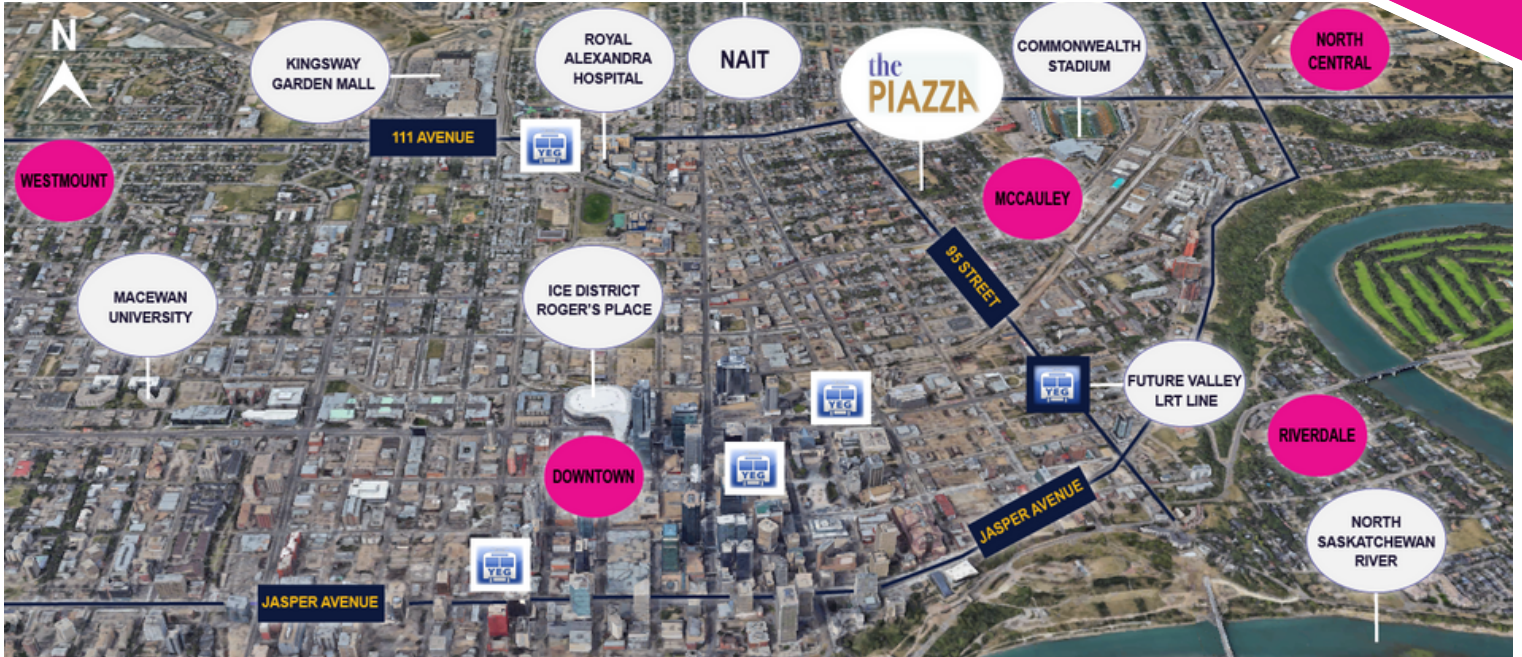 N
KINGSWAY
GARDEN MALL
ROYAL
ALEXANDRA
HOSPITAL
NAIT
the
PIAZZA
COMMONWEALTH
STADIUM
NORTH
CENTRAL
111 AVENUE
YEG
WESTMOUNT
MCCAULEY
95 STREET
MACEWAN
UNIVERSITY
ICE DISTRICT
ROGER'S PLACE
YEG
YEG
FUTURE VALLEY
LRT LINE
RIVERDALE
DOWNTOWN
YEG
JASPER AVENUE
NORTH
SASKATCHEWAN
RIVER
YEG
JASPER AVENUE